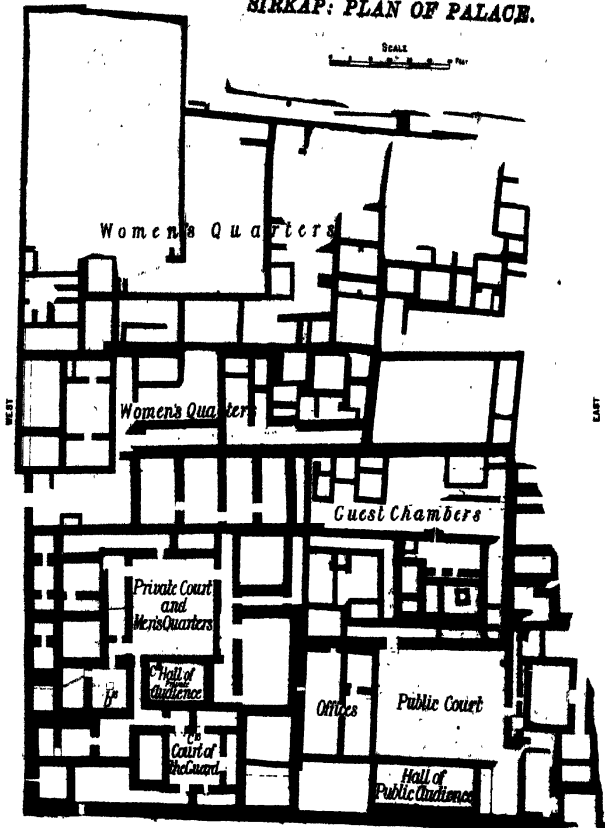 SIRKAP: PLAN OF PALACE.
SCALE
FEET
Women's Quarters
WEST
EAST
Women's Quarters
Guest Chambers
Private Court
and
Men's Quarters
Hall of
Private
Audience
Offices
Public Court
Court of
the Guard
Hall of
Public Audience